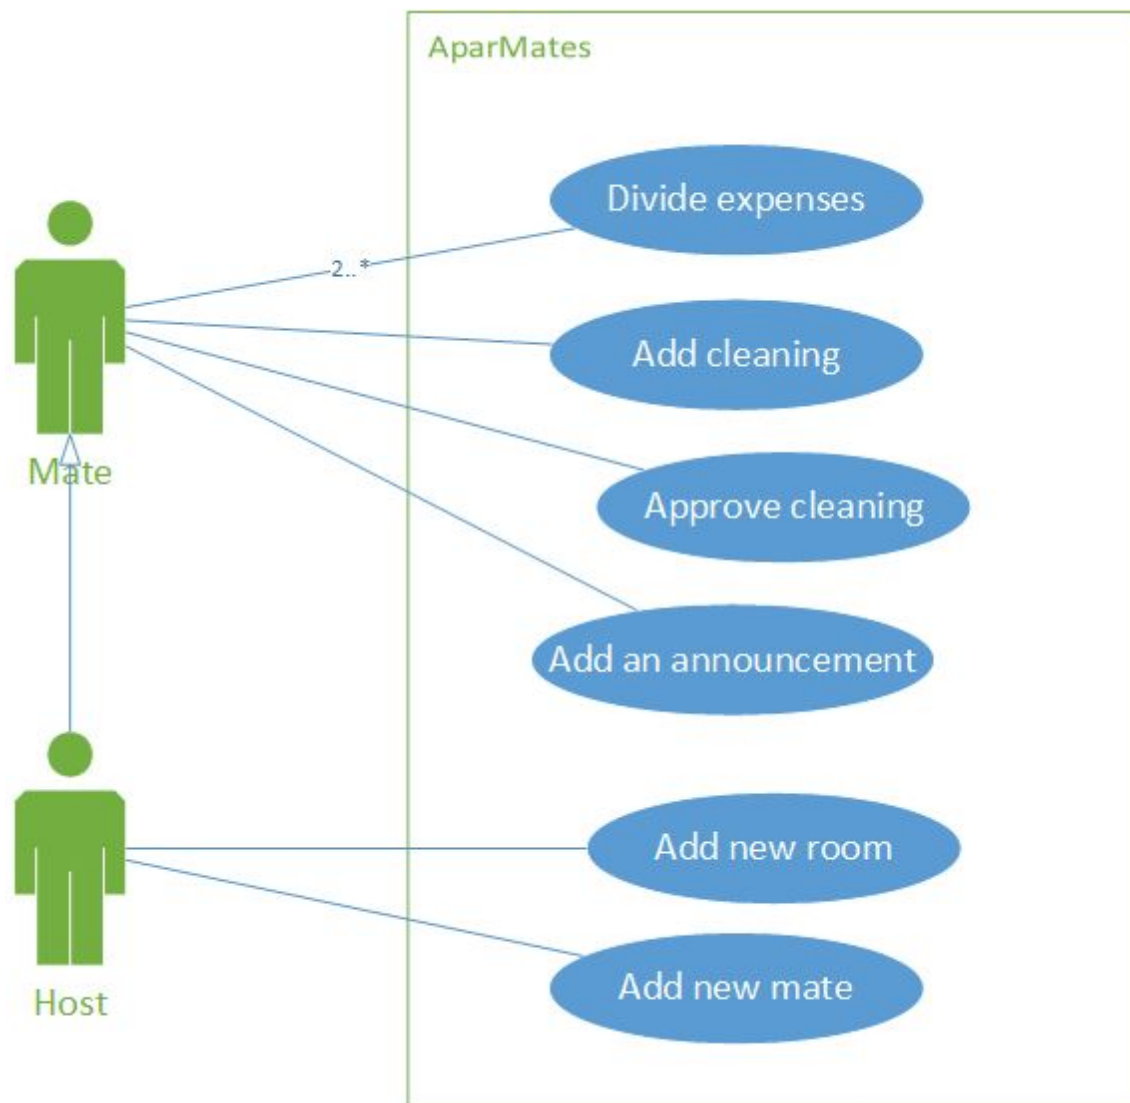 AparMates
Divide expenses
2..*
Add cleaning
Mate
Approve cleaning
Add an announcement
Add new room
Add new mate
Host